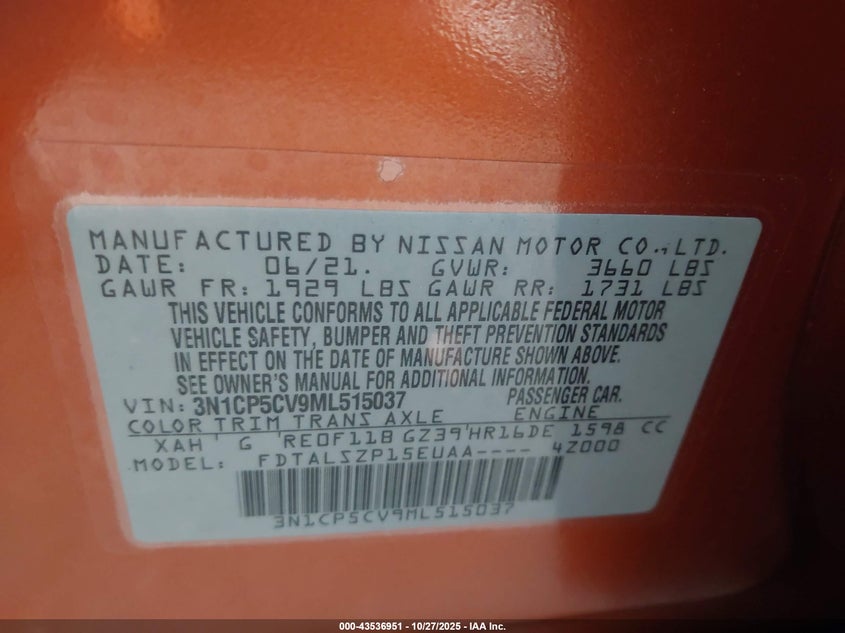 MANUFACTURED BY NISSAN MOTOR CO., LTD.
DATE: 06/21. GVWR: 3660 LBS
GAWR FR: 1929 LBS GAWR RR: 1731 LBS
THIS VEHICLE CONFORMS TO ALL APPLICABLE FEDERAL MOTOR
VEHICLE SAFETY, BUMPER AND THEFT PREVENTION STANDARDS
IN EFFECT ON THE DATE OF MANUFACTURE SHOWN ABOVE.
SEE OWNER'S MANUAL FOR ADDITIONAL INFORMATION.
VIN: 3N1CP5CV9ML515037 PASSENGER CAR.
COLOR TRIM TRANS AXLE ENGINE
XAH' G 'RE0F11B GZ39'HR16DE 1598 CC
MODEL: FDTALSZP15EUAA---- 4Z000
3N1CP5CV9ML515037
000-43536951 - 10/27/2025 - IAA Inc.